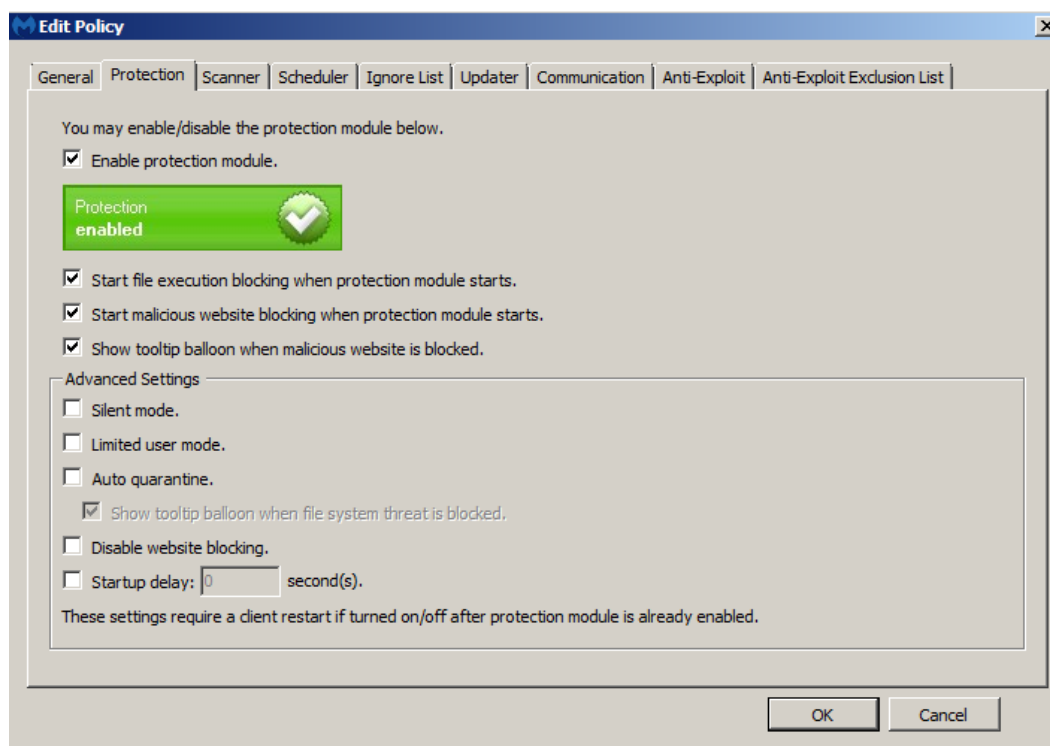 Edit Policy
General Protection Scanner Scheduler Ignore List Updater Communication Anti-Exploit Anti-Exploit Exclusion List
You may enable/disable the protection module below.
Enable protection module.
Protection
enabled
Start file execution blocking when protection module starts.
Start malicious website blocking when protection module starts.
Show tooltip balloon when malicious website is blocked.
Advanced Settings
Silent mode.
Limited user mode.
Auto quarantine.
Show tooltip balloon when file system threat is blocked.
Disable website blocking.
Startup delay: 0 second(s).
These settings require a client restart if turned on/off after protection module is already enabled.
OK Cancel